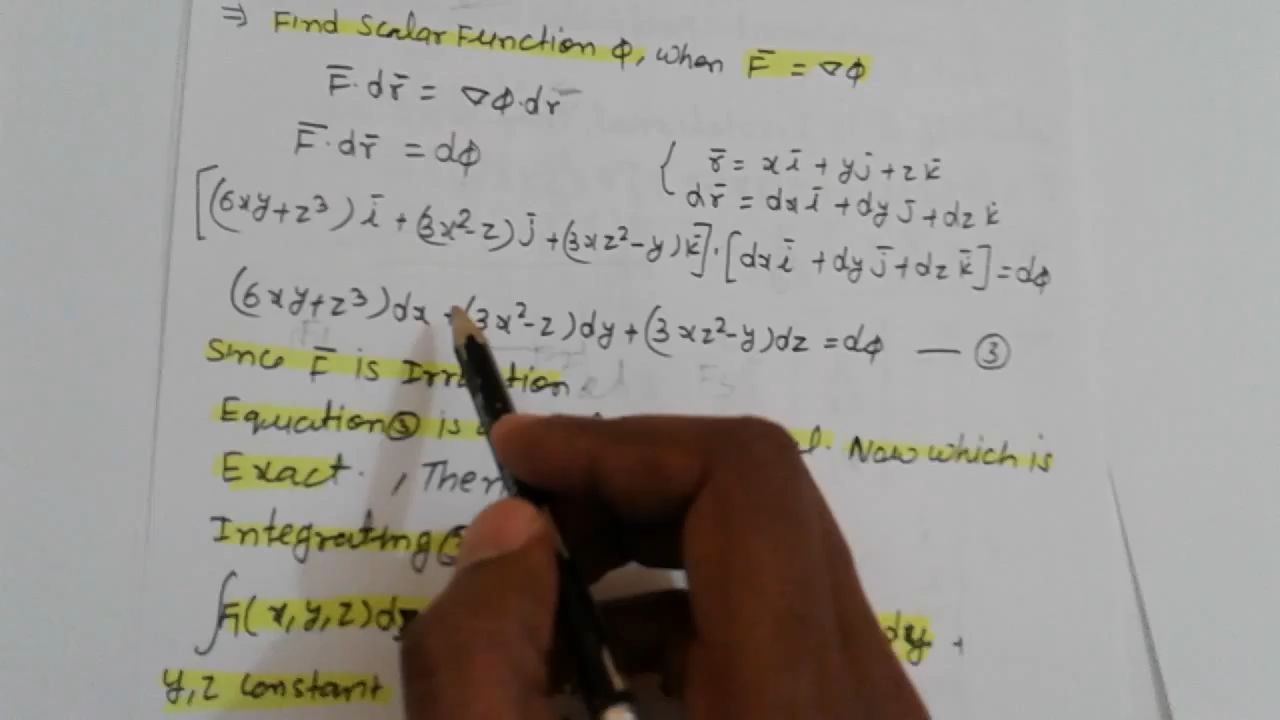 ⇒ Find Scalar Function φ, when F̄ = ∇φ
F̄·dr̄ = ∇φ·dr̄
F̄·dr̄ = dφ
{ r̄ = xī + yj̄ + zk̄
dr̄ = dxī + dyj̄ + dzk̄
[(6xy+z³)ī + (3x²-z)j̄ + (3xz²-y)k̄]·[dxī + dyj̄ + dzk̄] = dφ
(6xy+z³)dx + (3x²-z)dy + (3xz²-y)dz = dφ — ③
Since F̄ is
Equation ③ is Now which is
Exact. ,
Integrating
∫F₁(x,y,z)dx dy +
y,z constant